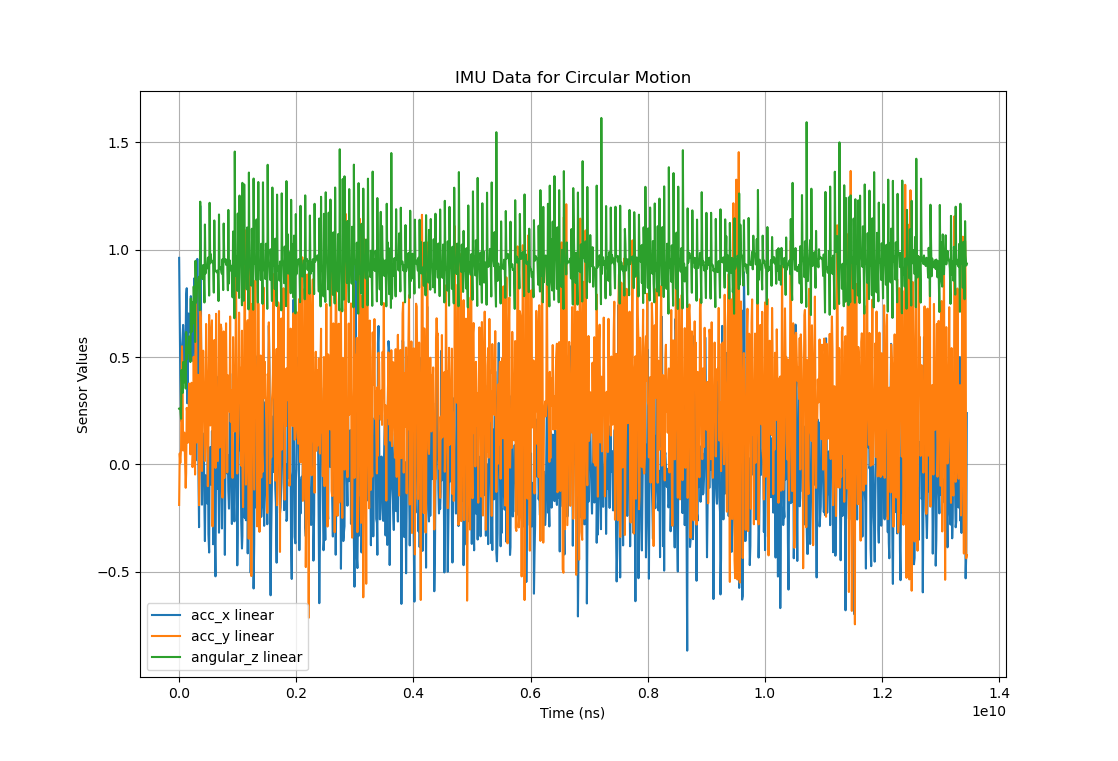 IMU Data for Circular Motion
Sensor Values
1.5
1.0
0.5
0.0
−0.5
acc_x linear
acc_y linear
angular_z linear
0.0 0.2 0.4 0.6 0.8 1.0 1.2 1.4
1e10
Time (ns)